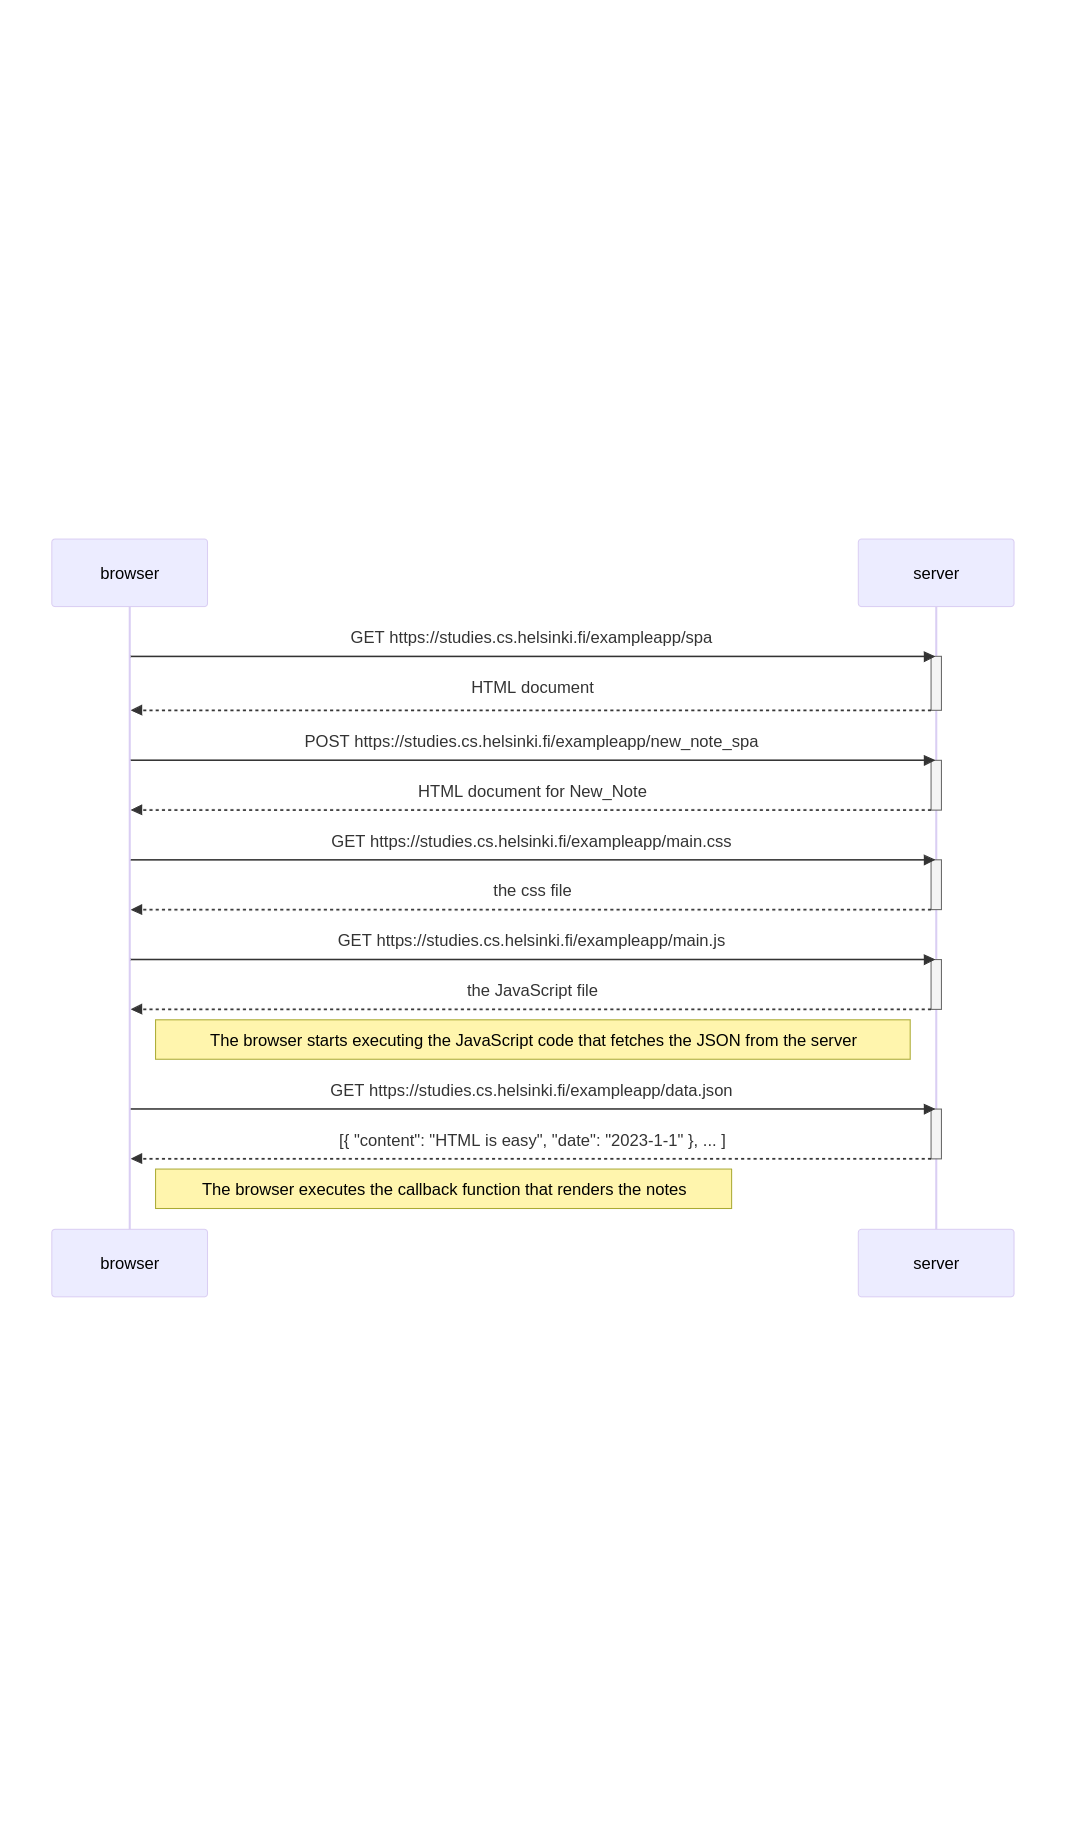 browser
server
GET https://studies.cs.helsinki.fi/exampleapp/spa
HTML document
POST https://studies.cs.helsinki.fi/exampleapp/new_note_spa
HTML document for New_Note
GET https://studies.cs.helsinki.fi/exampleapp/main.css
the css file
GET https://studies.cs.helsinki.fi/exampleapp/main.js
the JavaScript file
The browser starts executing the JavaScript code that fetches the JSON from the server
GET https://studies.cs.helsinki.fi/exampleapp/data.json
[{ "content": "HTML is easy", "date": "2023-1-1" }, ... ]
The browser executes the callback function that renders the notes
browser
server